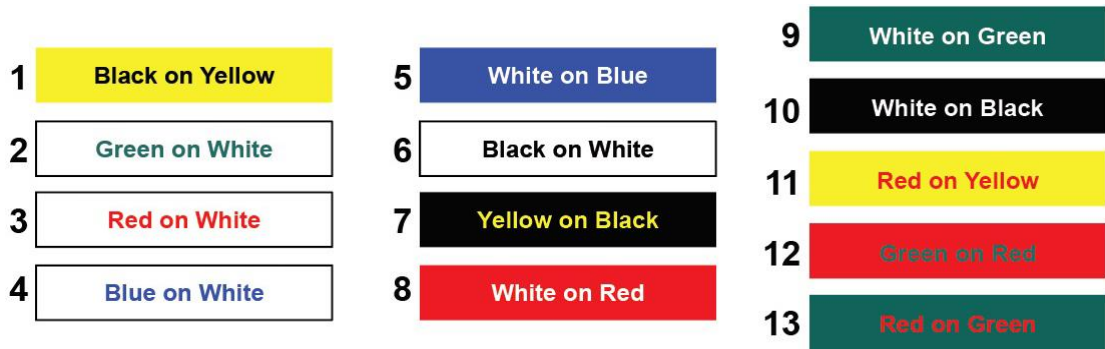 1 Black on Yellow
2 Green on White
3 Red on White
4 Blue on White
5 White on Blue
6 Black on White
7 Yellow on Black
8 White on Red
9 White on Green
10 White on Black
11 Red on Yellow
12 Green on Red
13 Red on Green